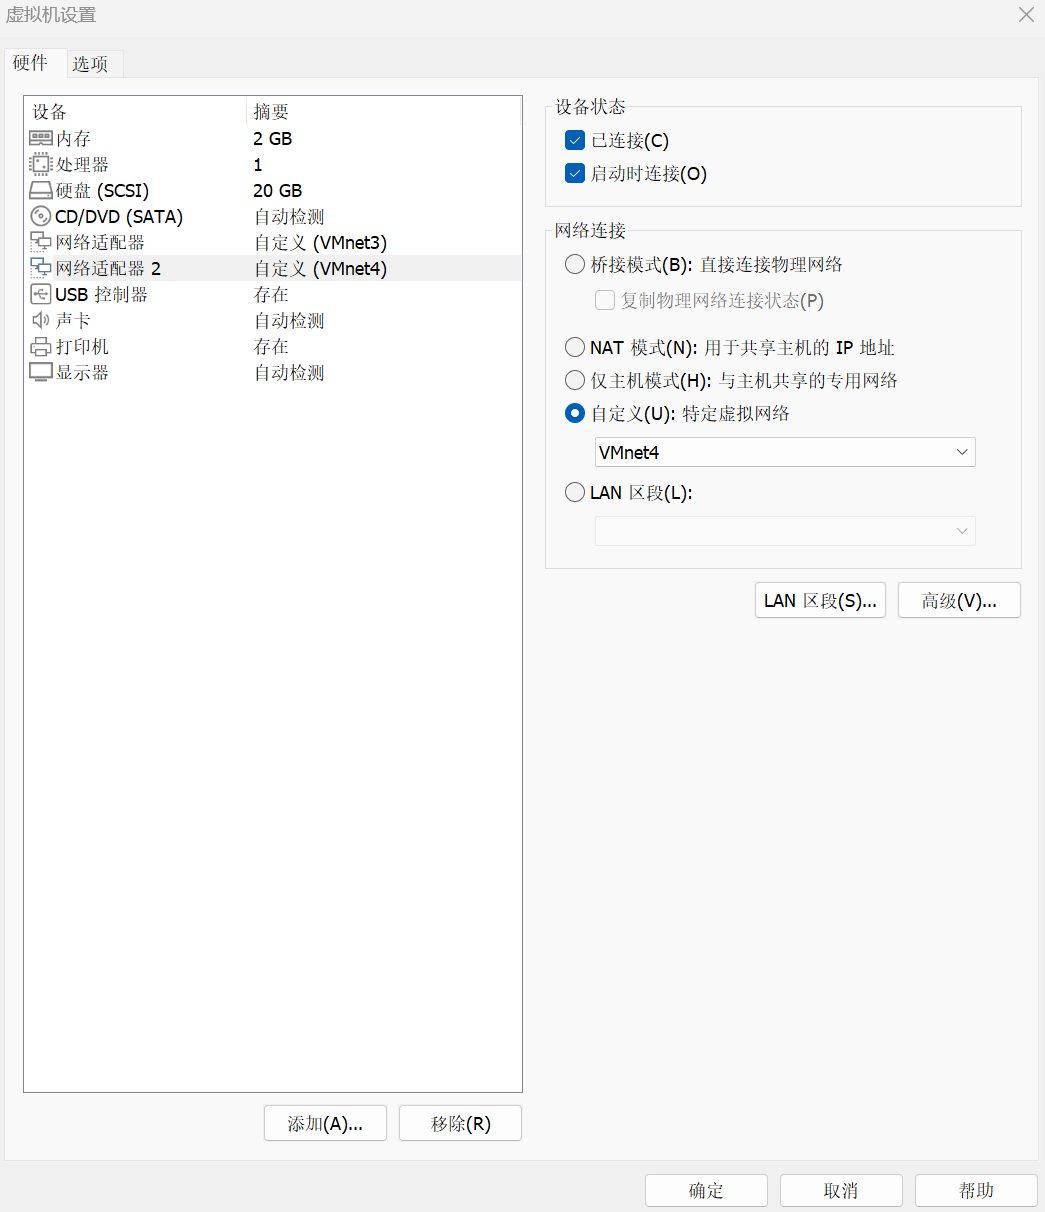 虚拟机设置
硬件 选项
设备 摘要
内存 2 GB
处理器 1
硬盘 (SCSI) 20 GB
CD/DVD (SATA) 自动检测
网络适配器 自定义 (VMnet3)
网络适配器 2 自定义 (VMnet4)
USB 控制器 存在
声卡 自动检测
打印机 存在
显示器 自动检测
添加(A)... 移除(R)
设备状态
已连接(C)
启动时连接(O)
网络连接
桥接模式(B): 直接连接物理网络
复制物理网络连接状态(P)
NAT 模式(N): 用于共享主机的 IP 地址
仅主机模式(H): 与主机共享的专用网络
自定义(U): 特定虚拟网络
VMnet4
LAN 区段(L):
LAN 区段(S)... 高级(V)...
确定 取消 帮助